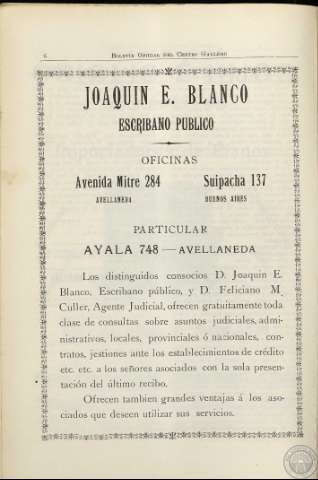 6 Boletín Oficial del Centro Gallego
JOAQUIN E. BLANCO
ESCRIBANO PUBLICO
OFICINAS
Avenida Mitre 284 Suipacha 137
AVELLANEDA BUENOS AIRES
PARTICULAR
AYALA 748 — AVELLANEDA
Los distinguidos consocios D. Joaquin E.
Blanco, Escribano público, y D. Feliciano M.
Culler, Agente Judicial, ofrecen gratuitamente toda
clase de consultas sobre asuntos judiciales, admi-
nistrativos, locales, provinciales ó nacionales, con-
tratos, jestiones ante los establecimientos de crédito
etc. etc. a los señores asociados con la sola presen-
tación del último recibo.
Ofrecen tambien grandes ventajas á los aso-
ciados que deseen utilizar sus servicios.